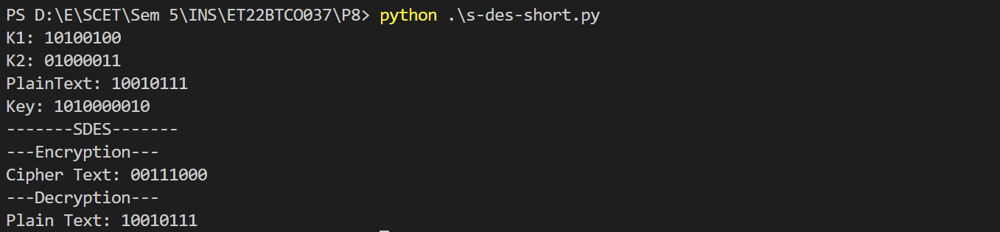 PS D:\E\SCET\Sem 5\INS\ET22BTCO037\P8> python .\s-des-short.py
K1: 10100100
K2: 01000011
PlainText: 10010111
Key: 1010000010
-------SDES-------
---Encryption---
Cipher Text: 00111000
---Decryption---
Plain Text: 10010111